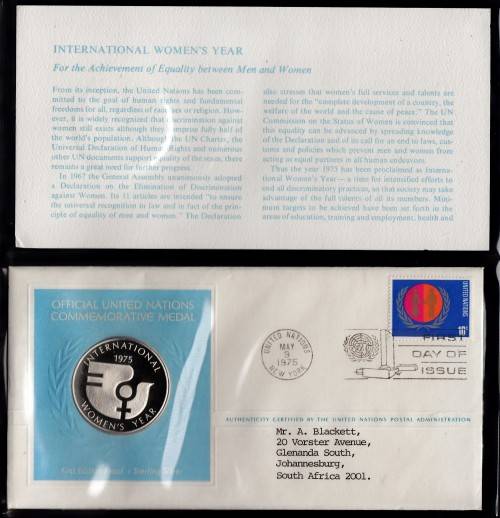 INTERNATIONAL WOMEN'S YEAR
For the Achievement of Equality between Men and Women
From its inception, the United Nations has been com-
mitted to the goal of human rights and fundamental
freedoms for all, regardless of race, sex or religion. How-
ever, it is widely recognized that discrimination against
women still exists although they comprise fully half of
the world's population. Although the UN Charter, the
Universal Declaration of Human Rights and numerous
other UN documents support equality of the sexes, there
remains a great need for further progress.
In 1967 the General Assembly unanimously adopted
a Declaration on the Elimination of Discrimination
against Women. Its 11 articles are intended "to ensure
the universal recognition in law and in fact of the prin-
ciple of equality of men and women." The Declaration
also stresses that women's full services and talents are
needed for the "complete development of a country, the
welfare of the world and the cause of peace." The UN
Commission on the Status of Women is convinced that
this equality can be advanced by spreading knowledge
of the Declaration and of its call for an end to laws, cus-
toms and policies which prevent men and women from
acting as equal partners in all human endeavors.
Thus the year 1975 has been proclaimed as Interna-
tional Women's Year—a time for intensified efforts to
end all discriminatory practices, so that society may take
advantage of the full talents of all its members. Mini-
mum targets to be achieved have been set forth in the
areas of education, training and employment, health and
OFFICIAL UNITED NATIONS
COMMEMORATIVE MEDAL
INTERNATIONAL
1975
WOMEN'S YEAR
First Edition Proof • Sterling Silver
UNITED NATIONS
MAY
9
1975
NEW YORK
UNITED NATIONS
FIRST
DAY OF
ISSUE
AUTHENTICITY CERTIFIED BY THE UNITED NATIONS POSTAL ADMINISTRATION
Mr. A. Blackett,
20 Vorster Avenue,
Glenanda South,
Johannesburg,
South Africa 2001.